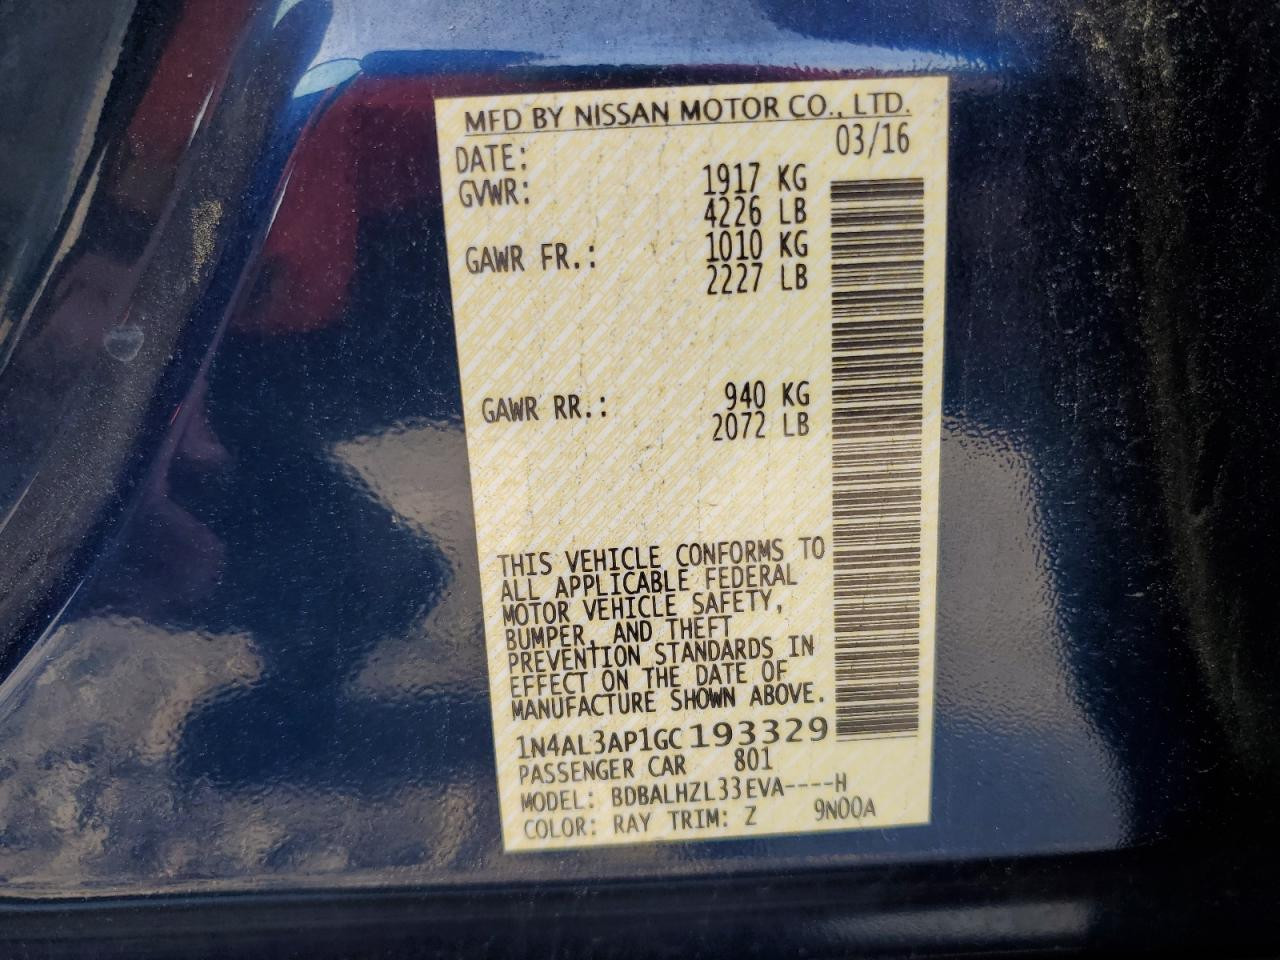 MFD BY NISSAN MOTOR CO., LTD.
DATE: 03/16
GVWR: 1917 KG
4226 LB
GAWR FR.: 1010 KG
2227 LB
GAWR RR.: 940 KG
2072 LB
THIS VEHICLE CONFORMS TO
ALL APPLICABLE FEDERAL
MOTOR VEHICLE SAFETY,
BUMPER, AND THEFT
PREVENTION STANDARDS IN
EFFECT ON THE DATE OF
MANUFACTURE SHOWN ABOVE.
1N4AL3AP1GC193329
PASSENGER CAR 801
MODEL: BDBALHZL33EVA----H
COLOR: RAY TRIM: Z 9N00A